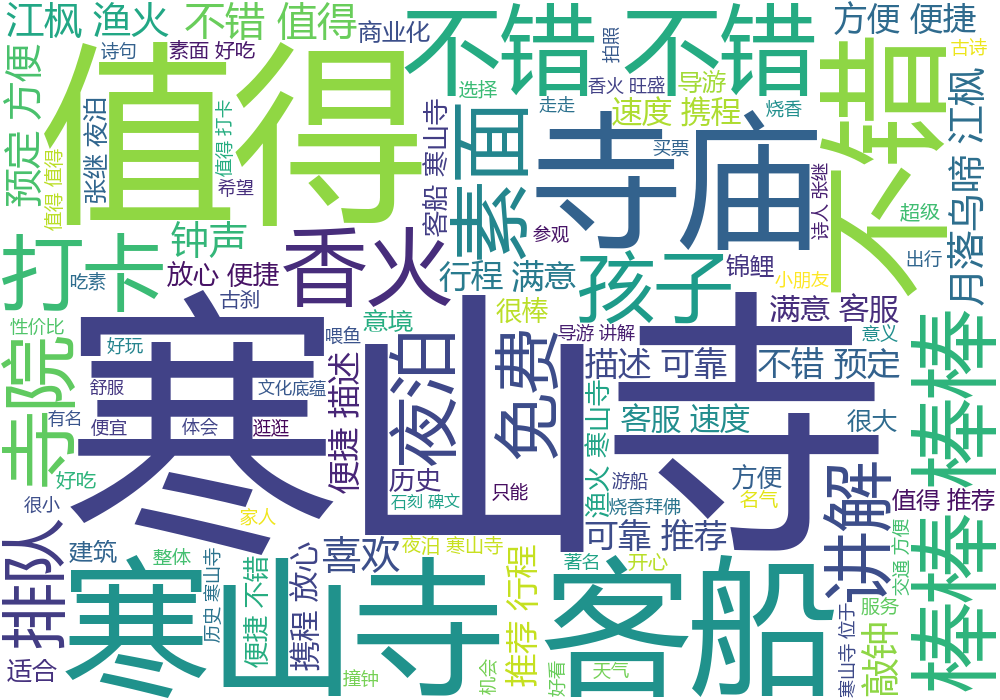 江枫 渔火
不错 值得
商业化
不错 不错
方便 便捷
诗句
素面 好吃
拍照
古诗
值得
选择
香火 旺盛
导游
走走
速度 携程
烧香
不错
江枫
预定 方便
张继 夜泊
值得 打卡
值得 值得
希望
客船 寒山寺
素面
寺庙
买票
诗人 张继
超级
月落乌啼
打卡
钟声
香火
参观
孩子
锦鲤
小朋友
出行
吃素
放心 便捷
行程 满意
古刹
很棒
满意 客服
性价比
好玩
喂鱼
意境
导游 讲解
意义
寺院
寒山寺
夜泊
免费
描述 可靠
不错 预定
棒棒棒
舒服
文化底蕴
便捷 描述
有名
便宜
体会
逛逛
渔火 寒山寺
客服 速度
很大
好吃
历史
游船
方便
讲解
很小
石刻 碑文
只能
烧香拜佛
名气
值得 推荐
家人
可靠 推荐
排队
建筑
整体
历史 寒山寺
便捷 不错
携程 放心
喜欢
夜泊 寒山寺
推荐 行程
著名
开心
交通 方便
棒棒棒
寒山寺
客船
寒山寺 位于
服务
敲钟
适合
撞钟
机会
好看
天气